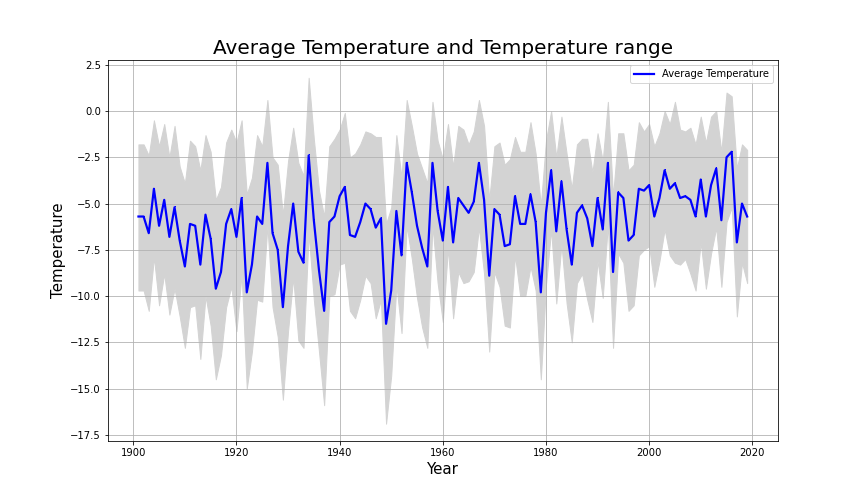 Average Temperature and Temperature range
Average Temperature
2.5
0.0
−2.5
−5.0
−7.5
−10.0
−12.5
−15.0
−17.5
Temperature
1900 1920 1940 1960 1980 2000 2020
Year